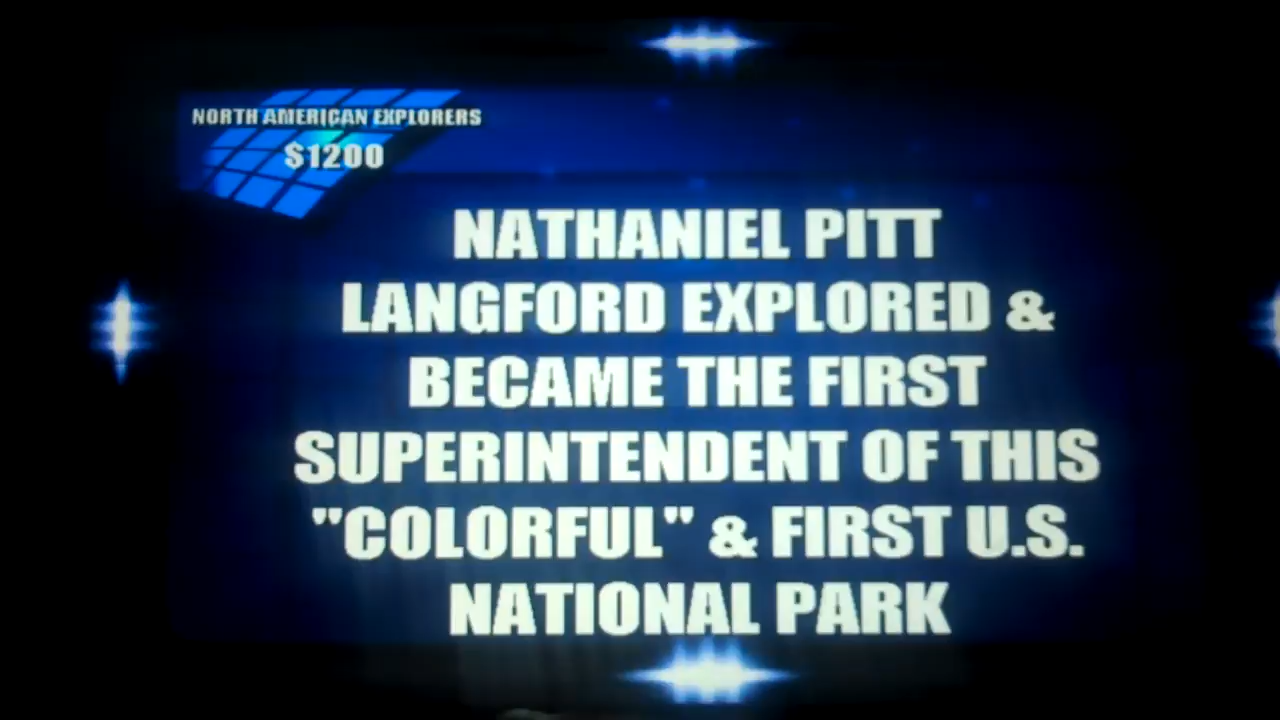 NORTH AMERICAN EXPLORERS
$1200
NATHANIEL PITT
LANGFORD EXPLORED &
BECAME THE FIRST
SUPERINTENDENT OF THIS
"COLORFUL" & FIRST U.S.
NATIONAL PARK